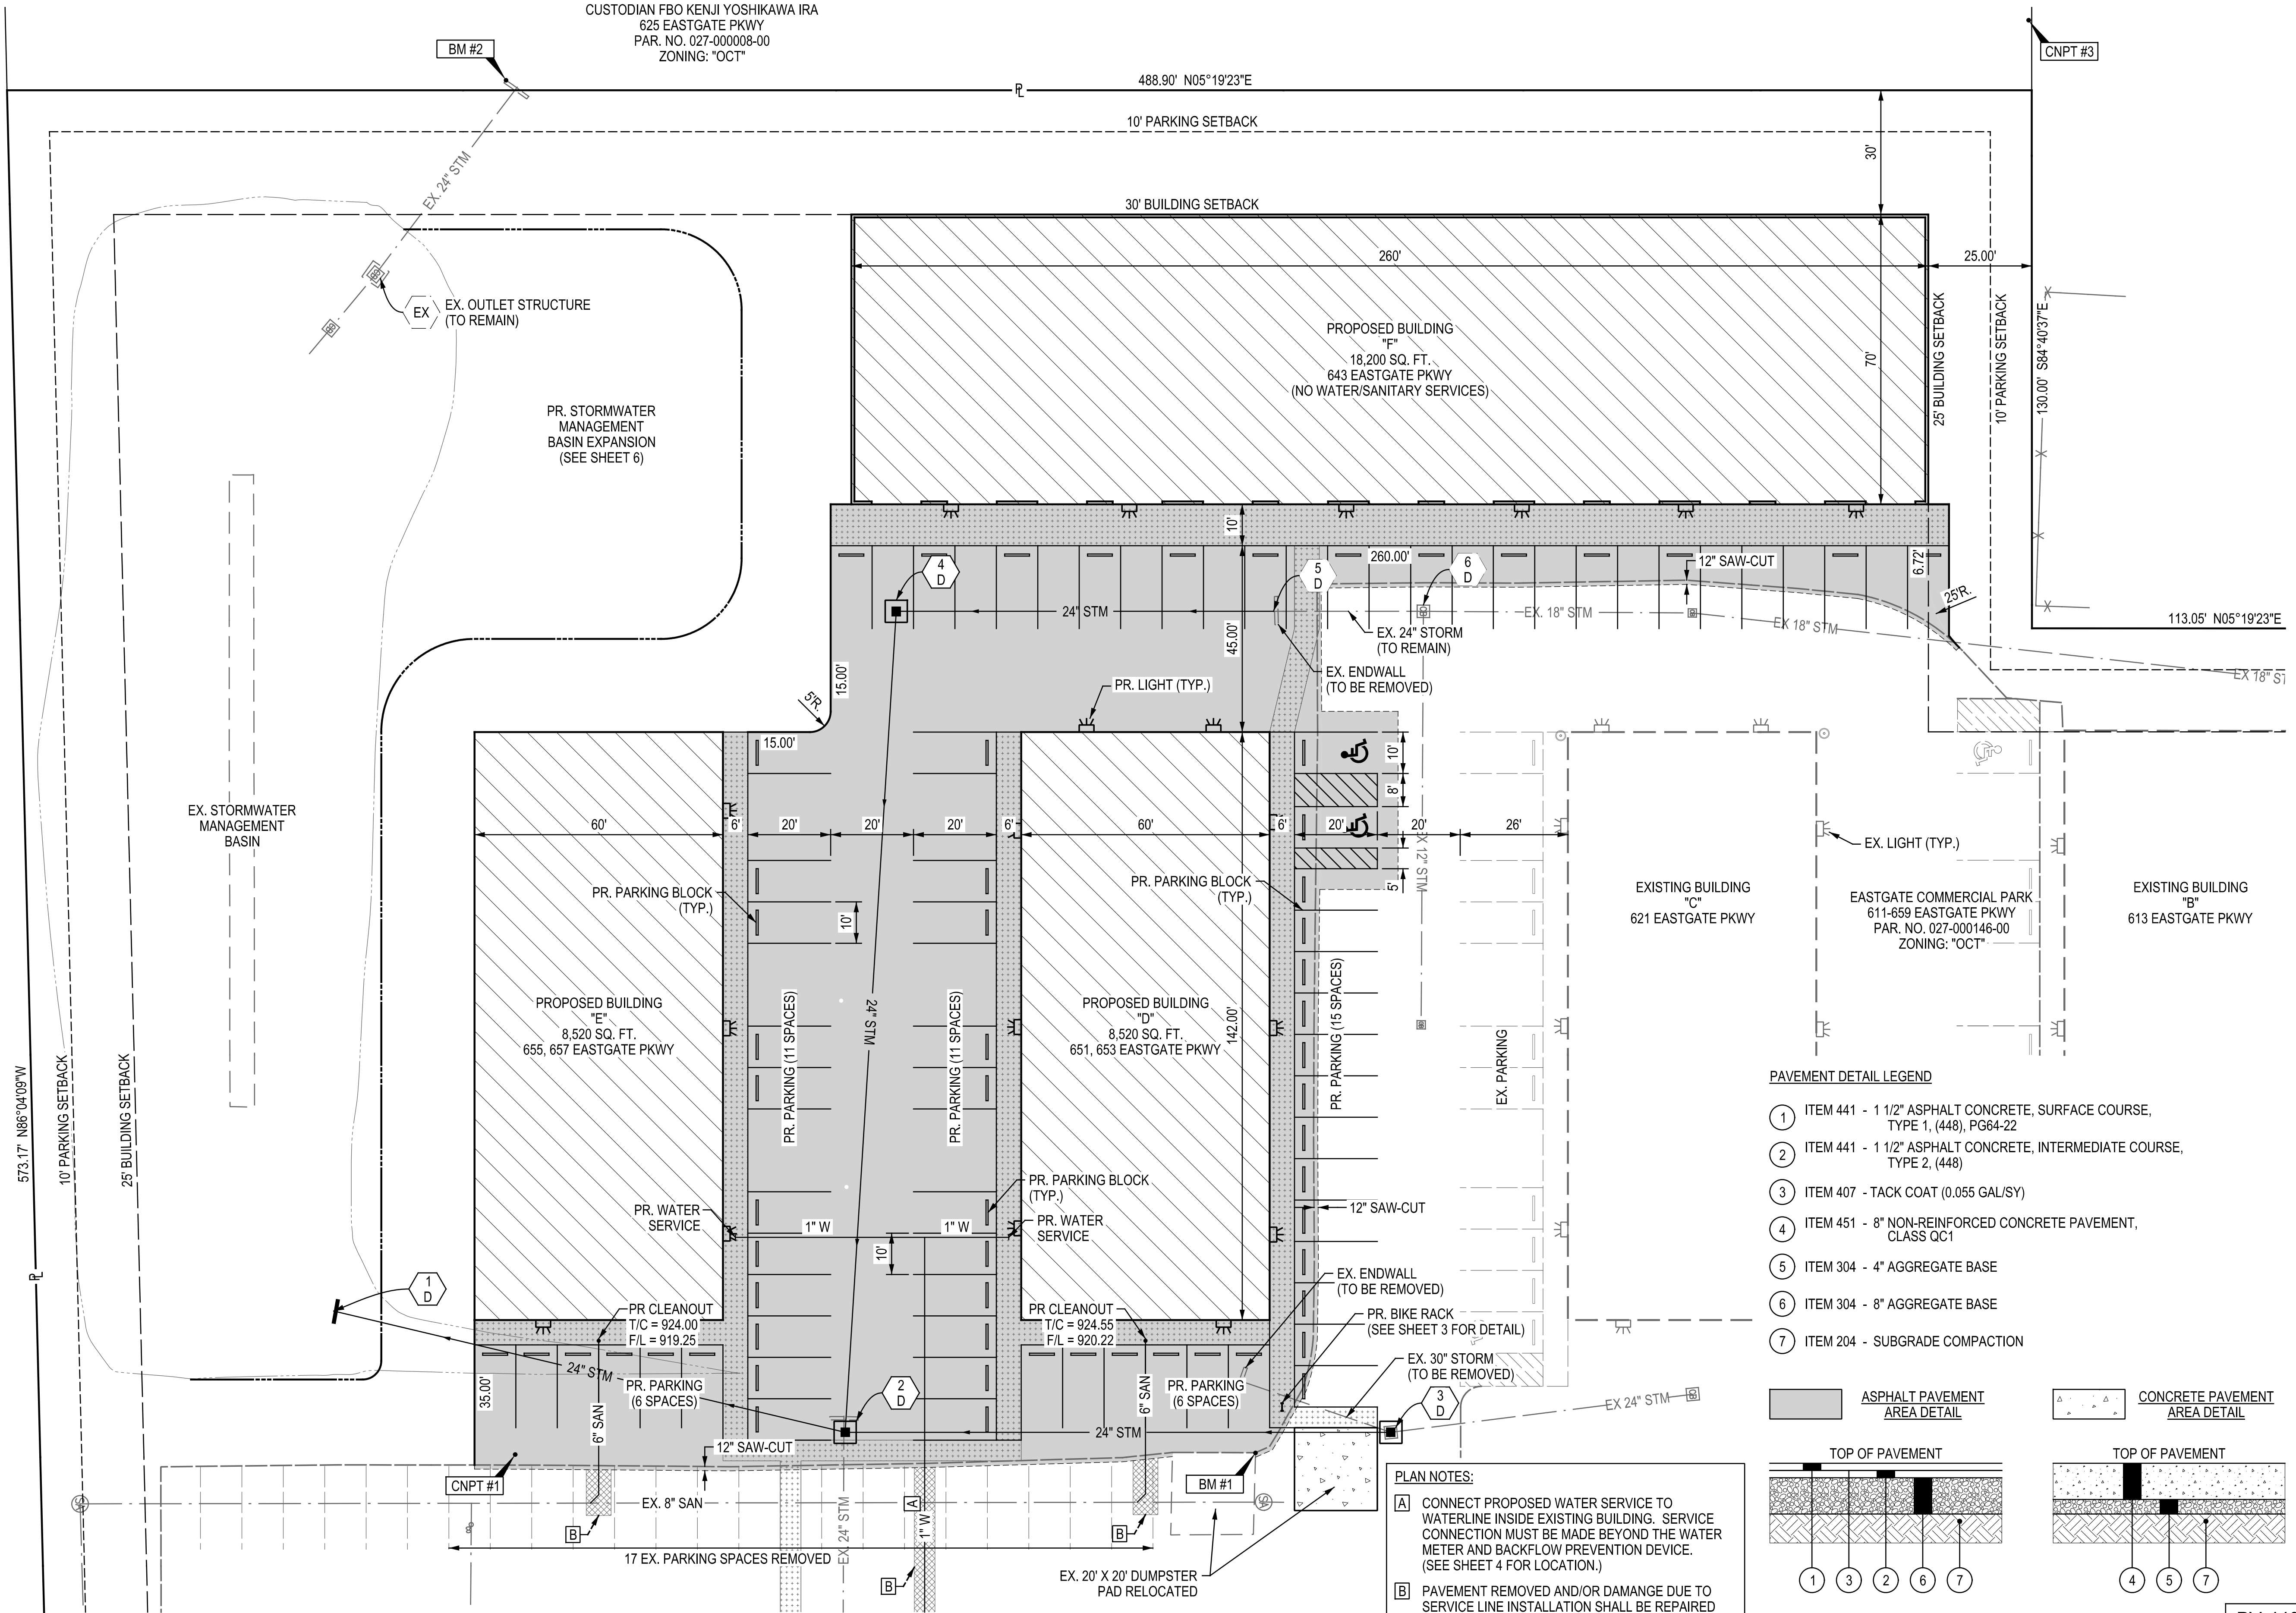 CUSTODIAN FBO KENJI YOSHIKAWA IRA
625 EASTGATE PKWY
PAR. NO. 027-000008-00
ZONING: "OCT"
BM #2
CNPT #3
488.90' N05°19'23"E
PL
10' PARKING SETBACK
30'
EX. 24" STM
30' BUILDING SETBACK
260'
25.00'
EX
EX. OUTLET STRUCTURE
(TO REMAIN)
PROPOSED BUILDING
"F"
18,200 SQ. FT.
643 EASTGATE PKWY
(NO WATER/SANITARY SERVICES)
70'
25' BUILDING SETBACK
10' PARKING SETBACK
130.00' S84°40'37"E
PR. STORMWATER
MANAGEMENT
BASIN EXPANSION
(SEE SHEET 6)
10'
4
D
5
D
260.00'
6
D
12" SAW-CUT
6.72'
25'R.
24" STM
EX. 18" STM
EX 18" STM
113.05' N05°19'23"E
45.00'
EX. 24" STORM
(TO REMAIN)
EX. ENDWALL
(TO BE REMOVED)
EX 18" ST
15.00'
5'R.
PR. LIGHT (TYP.)
15.00'
10'
8'
EX. STORMWATER
MANAGEMENT
BASIN
60'
6'
20'
20'
20'
6'
60'
6'
20'
20'
26'
EX. LIGHT (TYP.)
X 12" STM
5'
PR. PARKING BLOCK
(TYP.)
10'
PR. PARKING BLOCK
(TYP.)
EXISTING BUILDING
"C"
621 EASTGATE PKWY
EASTGATE COMMERCIAL PARK
611-659 EASTGATE PKWY
PAR. NO. 027-000146-00
ZONING: "OCT"
EXISTING BUILDING
"B"
613 EASTGATE PKWY
PROPOSED BUILDING
"E"
8,520 SQ. FT.
655, 657 EASTGATE PKWY
PR. PARKING (11 SPACES)
24" STM
PR. PARKING (11 SPACES)
PROPOSED BUILDING
"D"
8,520 SQ. FT.
651, 653 EASTGATE PKWY
142.00'
PR. PARKING (15 SPACES)
EX. PARKING
573.17' N86°04'09"W
10' PARKING SETBACK
25' BUILDING SETBACK
PL
PAVEMENT DETAIL LEGEND
1 ITEM 441 - 1 1/2" ASPHALT CONCRETE, SURFACE COURSE,
TYPE 1, (448), PG64-22
2 ITEM 441 - 1 1/2" ASPHALT CONCRETE, INTERMEDIATE COURSE,
TYPE 2, (448)
3 ITEM 407 - TACK COAT (0.055 GAL/SY)
4 ITEM 451 - 8" NON-REINFORCED CONCRETE PAVEMENT,
CLASS QC1
5 ITEM 304 - 4" AGGREGATE BASE
6 ITEM 304 - 8" AGGREGATE BASE
7 ITEM 204 - SUBGRADE COMPACTION
PR. WATER
SERVICE
1" W
1" W
PR. PARKING BLOCK
(TYP.)
PR. WATER
SERVICE
10'
12" SAW-CUT
1
D
PR CLEANOUT
T/C = 924.00
F/L = 919.25
PR CLEANOUT
T/C = 924.55
F/L = 920.22
EX. ENDWALL
(TO BE REMOVED)
PR. BIKE RACK
(SEE SHEET 3 FOR DETAIL)
EX. 30" STORM
(TO BE REMOVED)
24" STM
35.00'
6" SAN
PR. PARKING
(6 SPACES)
2
D
6" SAN
PR. PARKING
(6 SPACES)
3
D
EX 24" STM
24" STM
12" SAW-CUT
CNPT #1
BM #1
SA
EX. 8" SAN
A
SA
B
1" W
EX. 24" STM
B
17 EX. PARKING SPACES REMOVED
B
EX. 20' X 20' DUMPSTER
PAD RELOCATED
PLAN NOTES:
A CONNECT PROPOSED WATER SERVICE TO
WATERLINE INSIDE EXISTING BUILDING. SERVICE
CONNECTION MUST BE MADE BEYOND THE WATER
METER AND BACKFLOW PREVENTION DEVICE.
(SEE SHEET 4 FOR LOCATION.)
B PAVEMENT REMOVED AND/OR DAMANGE DUE TO
SERVICE LINE INSTALLATION SHALL BE REPAIRED
ASPHALT PAVEMENT
AREA DETAIL
CONCRETE PAVEMENT
AREA DETAIL
TOP OF PAVEMENT
TOP OF PAVEMENT
1 3 2 6 7
4 5 7